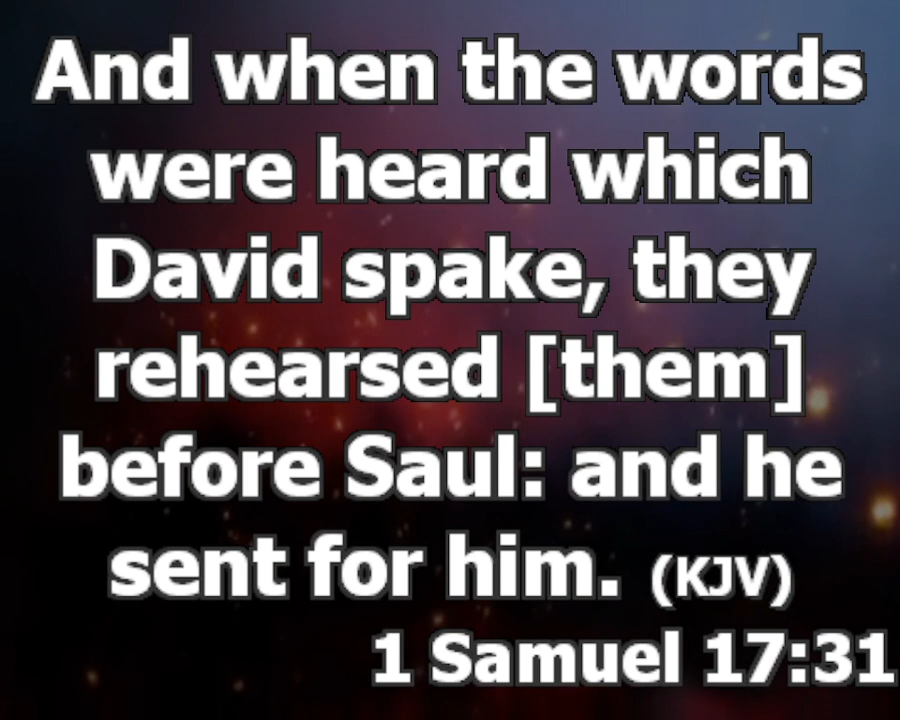 And when the words
were heard which
David spake, they
rehearsed [them]
before Saul: and he
sent for him. (KJV)
1 Samuel 17:31